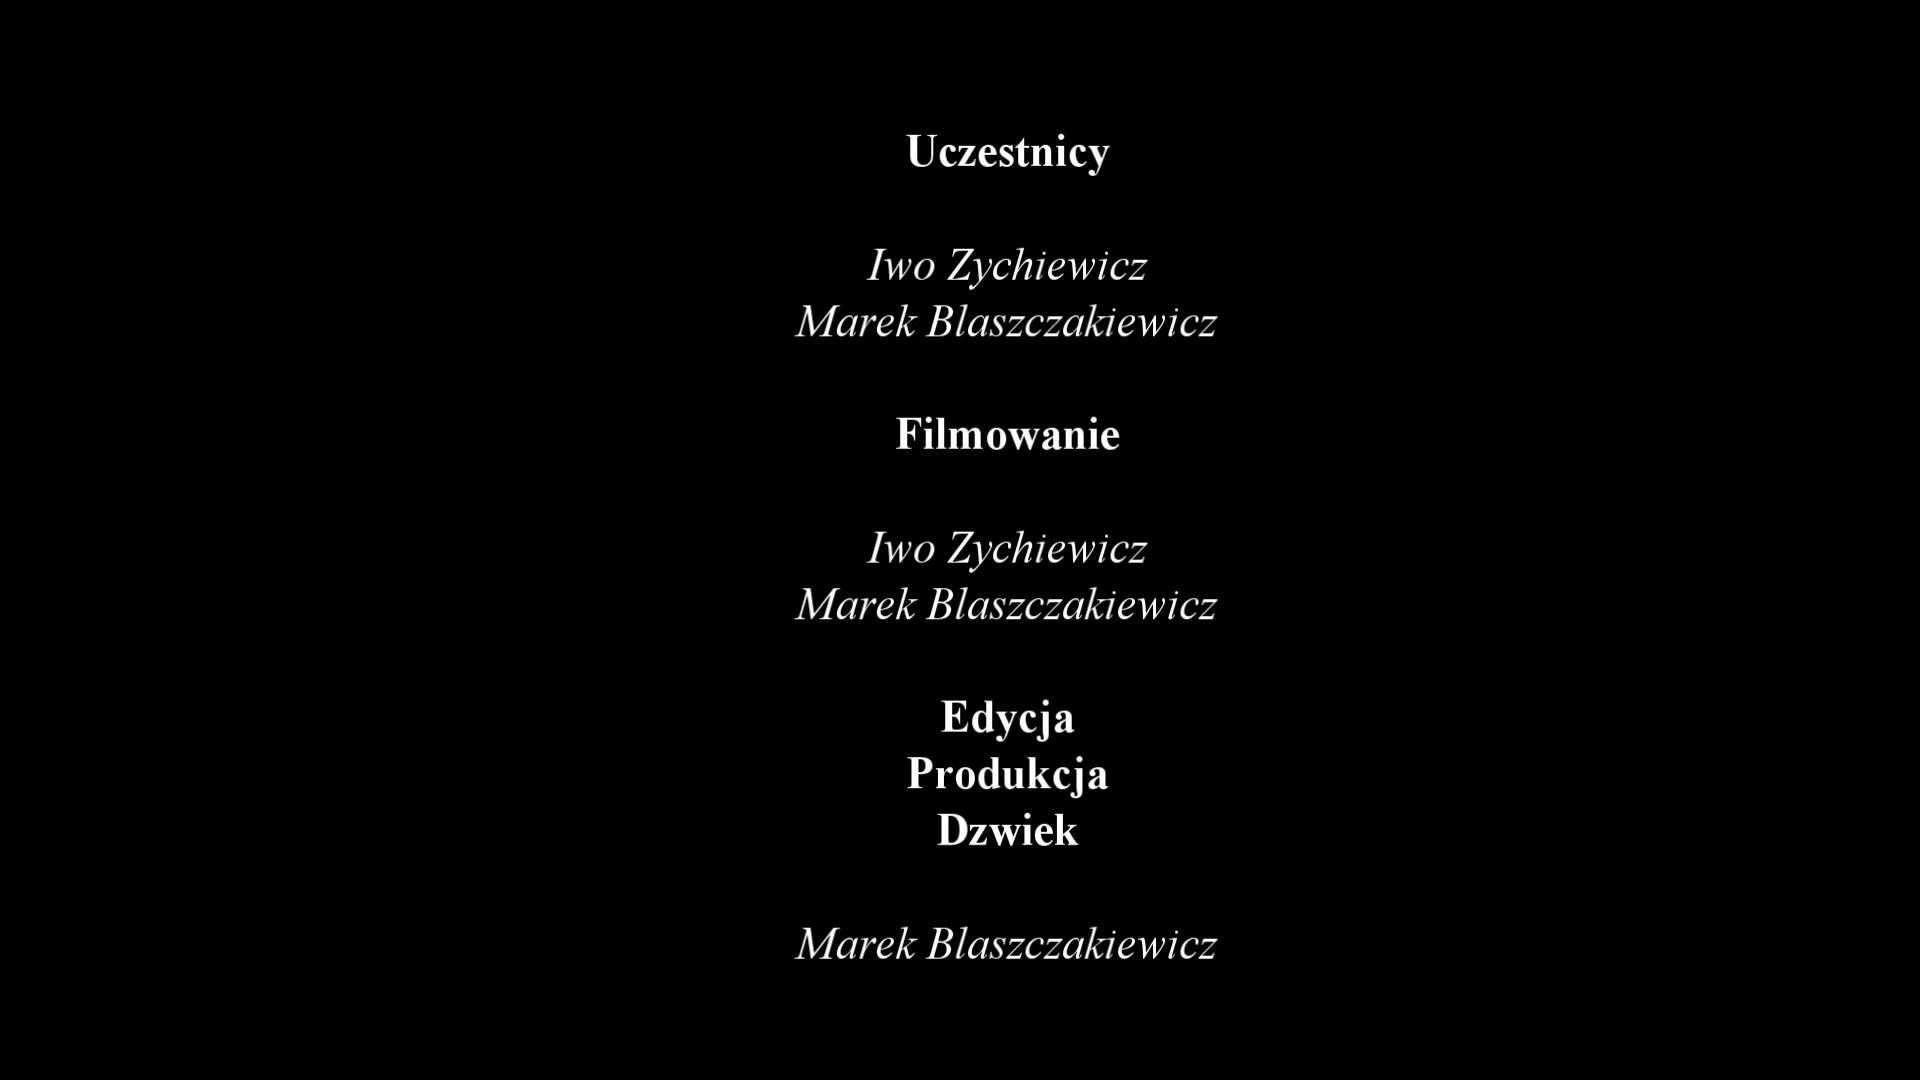 Uczestnicy
Iwo Zychiewicz
Marek Blaszczakiewicz
Filmowanie
Iwo Zychiewicz
Marek Blaszczakiewicz
Edycja
Produkcja
Dzwiek
Marek Blaszczakiewicz